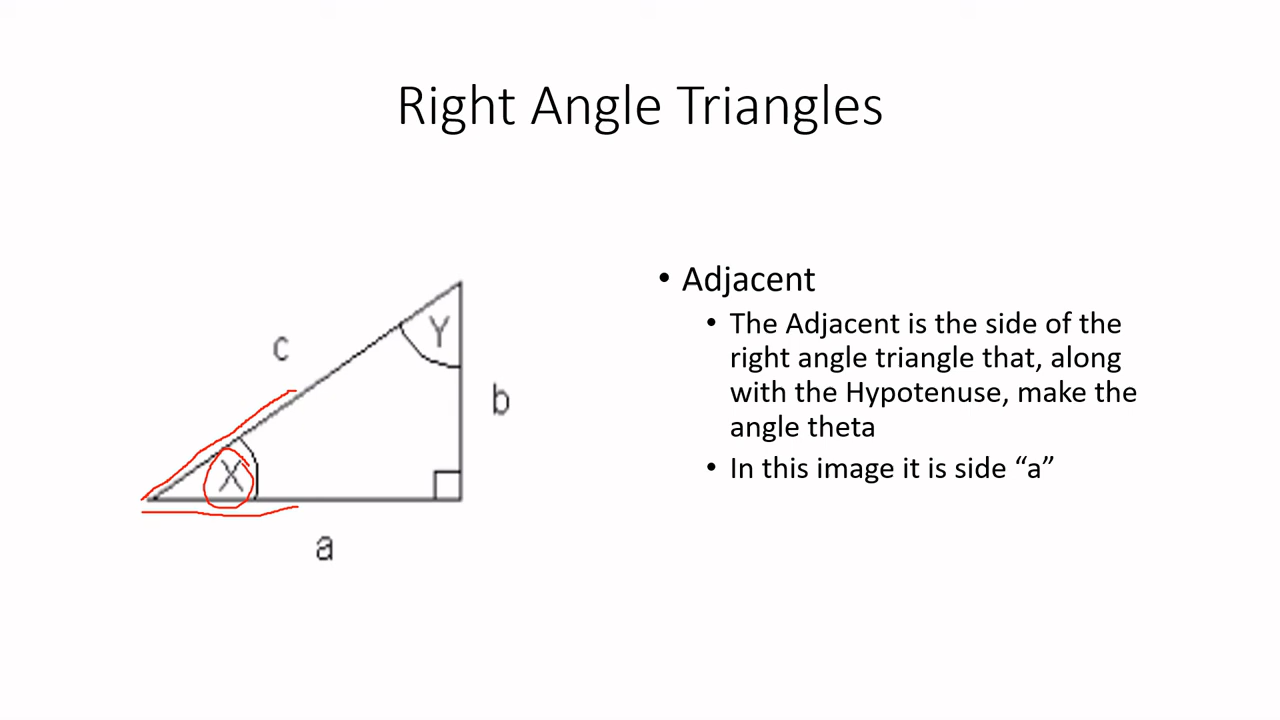 Right Angle Triangles
• Adjacent
• The Adjacent is the side of the
right angle triangle that, along
with the Hypotenuse, make the
angle theta
• In this image it is side “a”
c
Y
b
X
a